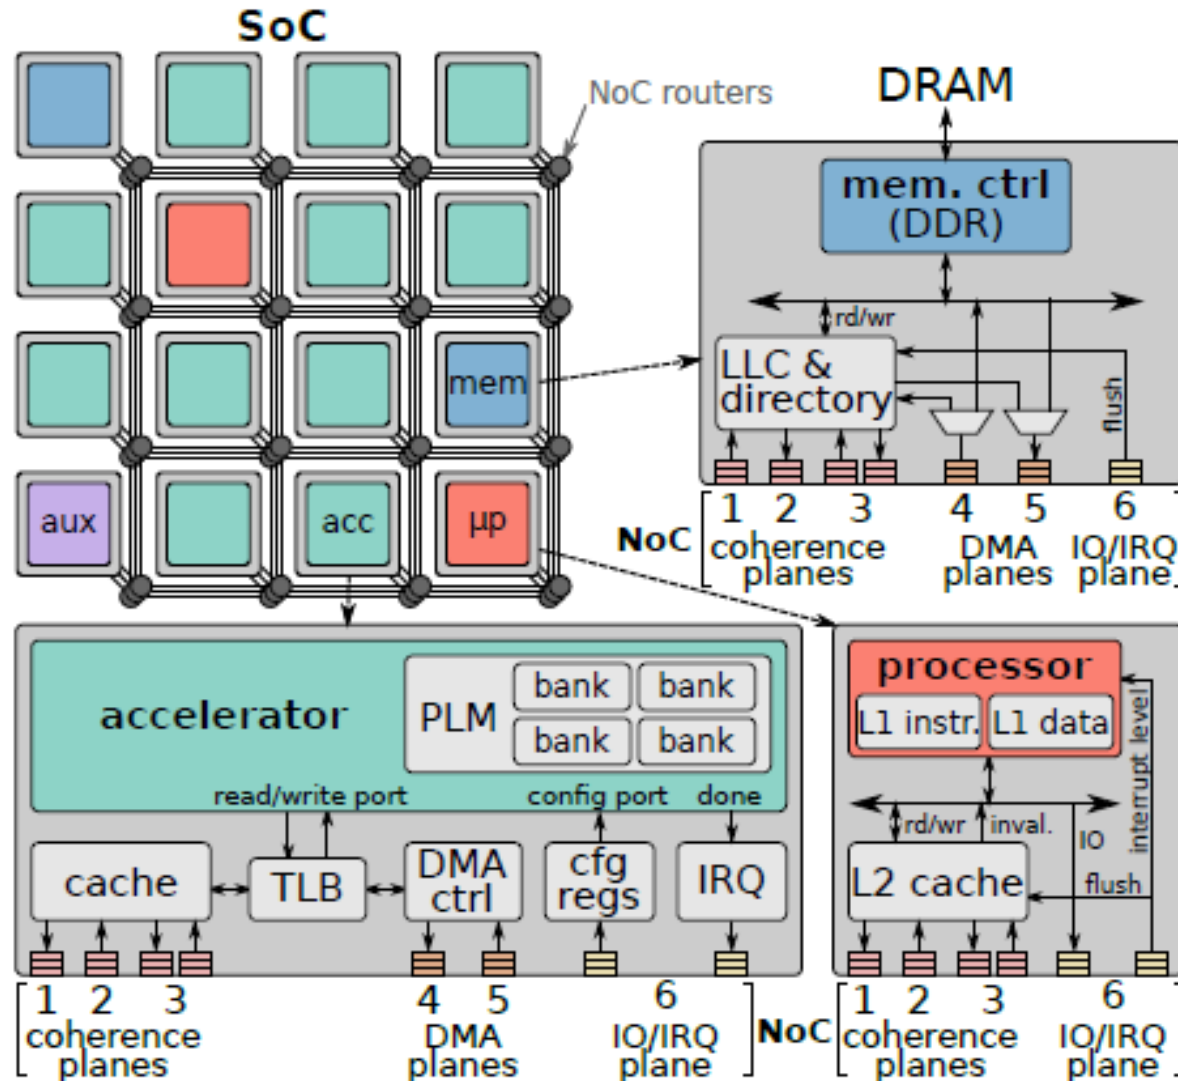 SoC
NoC routers
mem
aux
acc
µp
DRAM
mem. ctrl
(DDR)
rd/wr
LLC &
directory
flush
1 2 3 4 5 6
NoC
coherence
planes
DMA
planes
IO/IRQ
plane
accelerator
PLM
bank bank
bank bank
read/write port
config port
done
cache
TLB
DMA
ctrl
cfg
regs
IRQ
1 2 3 4 5 6
coherence
planes
DMA
planes
IO/IRQ
plane
NoC
processor
L1 instr.
L1 data
interrupt level
rd/wr
inval.
IO
L2 cache
flush
1 2 3 6
coherence
planes
IO/IRQ
plane